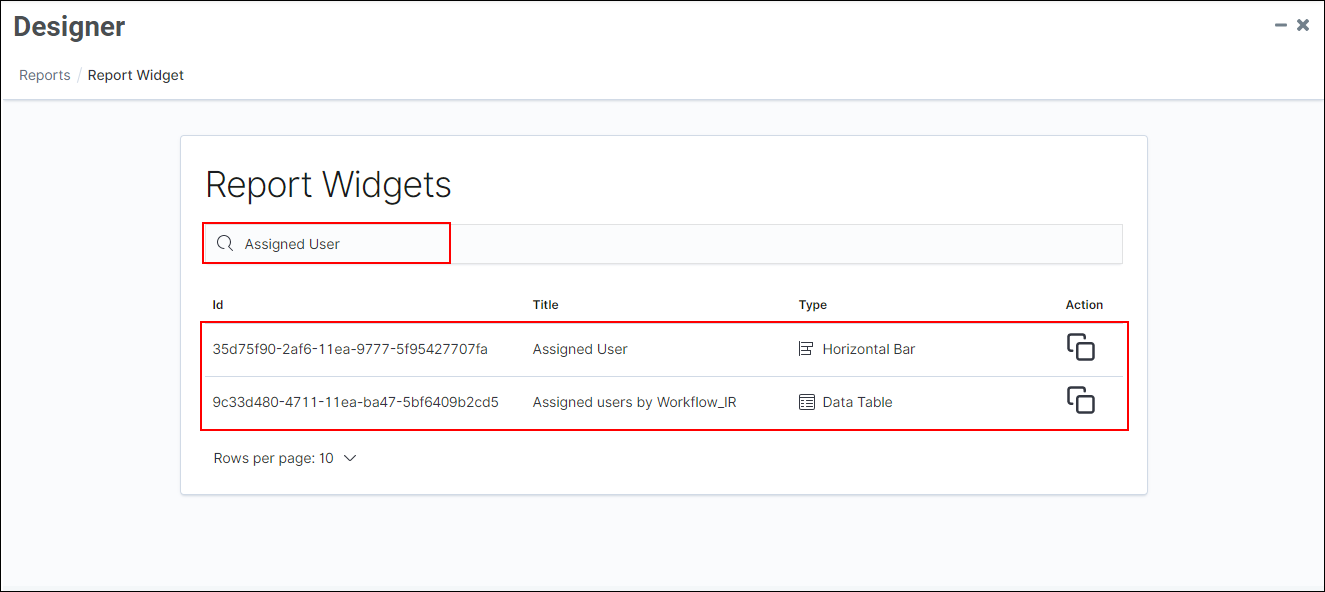 Designer
Reports / Report Widget
Report Widgets
Assigned User
Id Title Type Action
35d75f90-2af6-11ea-9777-5f95427707fa Assigned User Horizontal Bar
9c33d480-4711-11ea-ba47-5bf6409b2cd5 Assigned users by Workflow_IR Data Table
Rows per page: 10